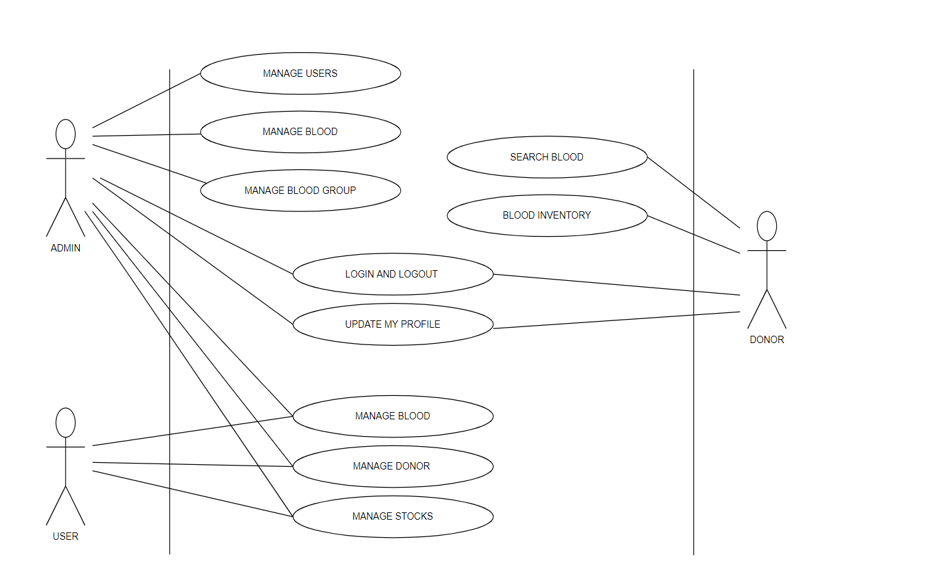 MANAGE USERS
MANAGE BLOOD
SEARCH BLOOD
MANAGE BLOOD GROUP
BLOOD INVENTORY
ADMIN
LOGIN AND LOGOUT
UPDATE MY PROFILE
DONOR
MANAGE BLOOD
MANAGE DONOR
MANAGE STOCKS
USER